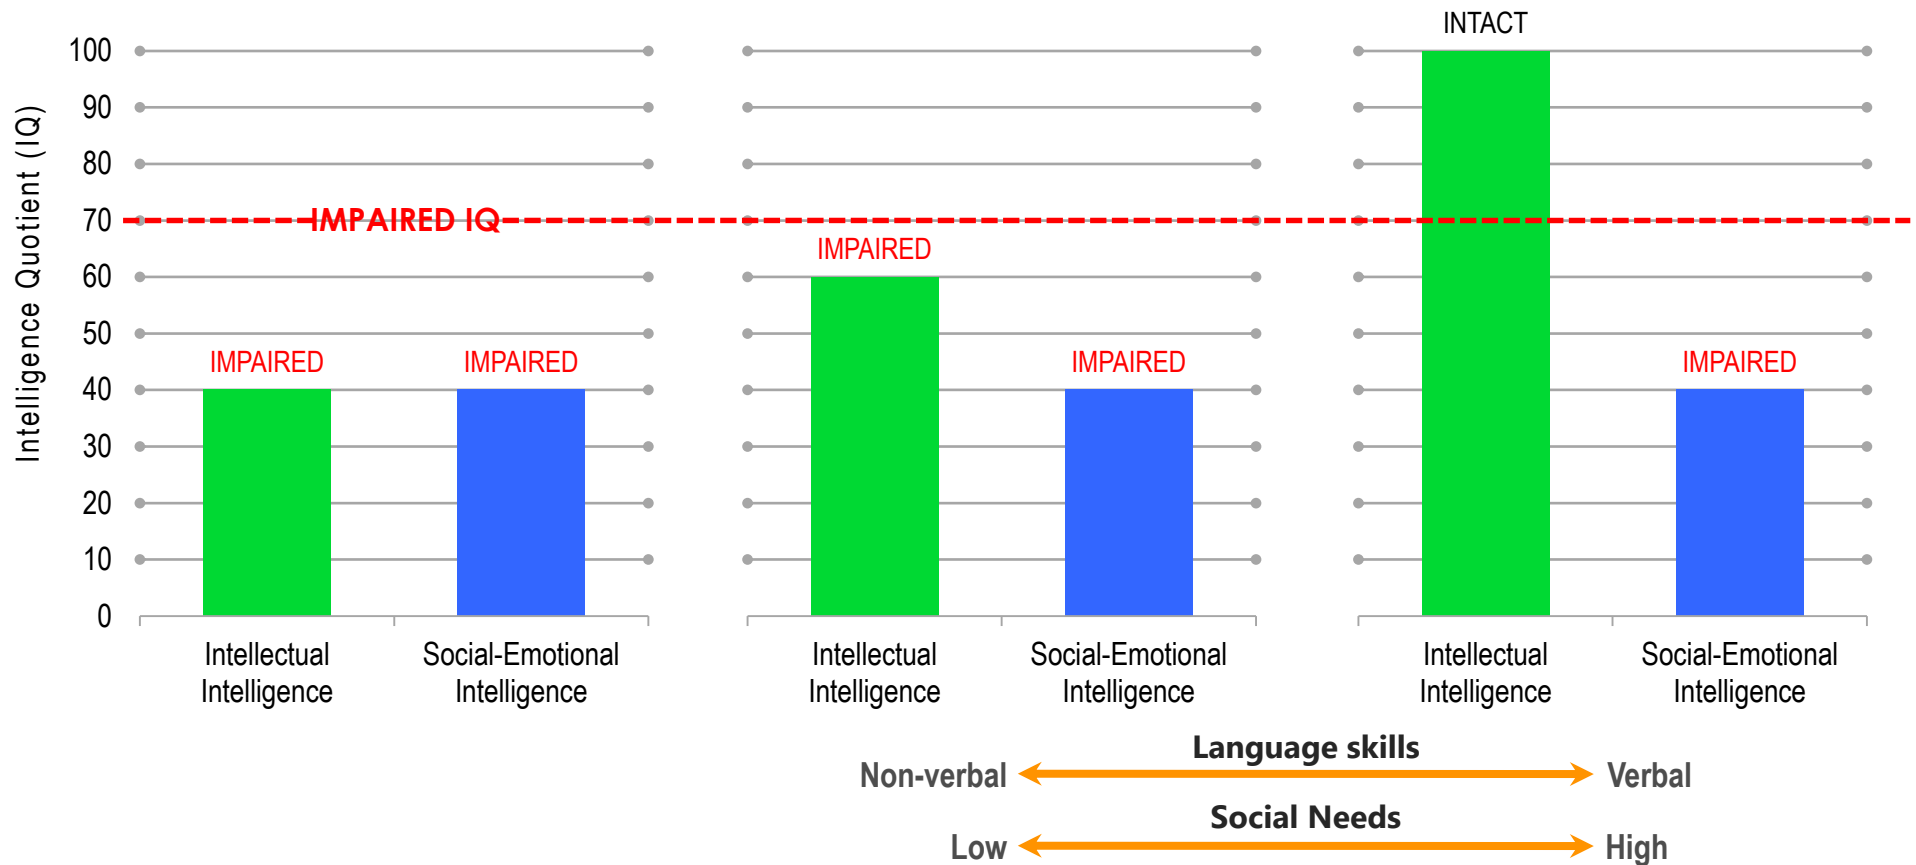 Intelligence Quotient (IQ)
100
90
80
70
60
50
40
30
20
10
0
IMPAIRED IQ
IMPAIRED
IMPAIRED
IMPAIRED
IMPAIRED
INTACT
IMPAIRED
Intellectual
Intelligence
Social-Emotional
Intelligence
Intellectual
Intelligence
Social-Emotional
Intelligence
Intellectual
Intelligence
Social-Emotional
Intelligence
Language skills
Non-verbal
Verbal
Social Needs
Low
High